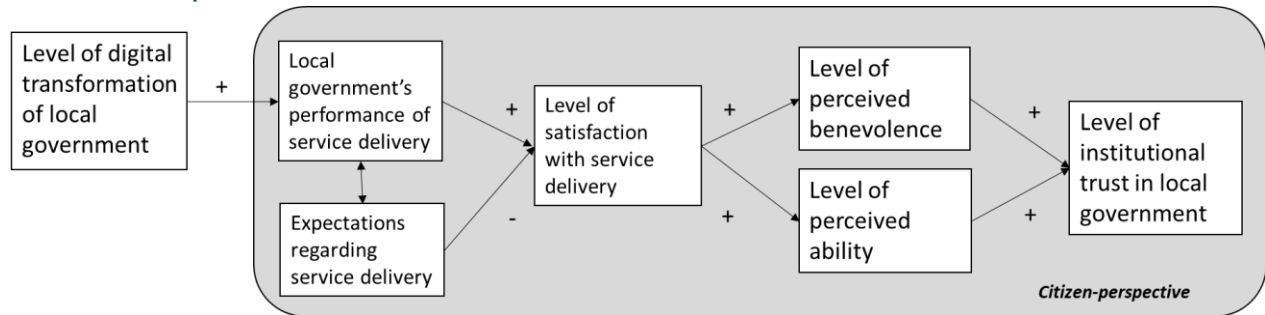 Level of digital
transformation
of local
government
+
Local
government's
performance of
service delivery
Expectations
regarding
service delivery
+
-
Level of
satisfaction
with service
delivery
+
+
Level of
perceived
benevolence
Level of
perceived
ability
+
+
Level of
institutional
trust in local
government
Citizen-perspective